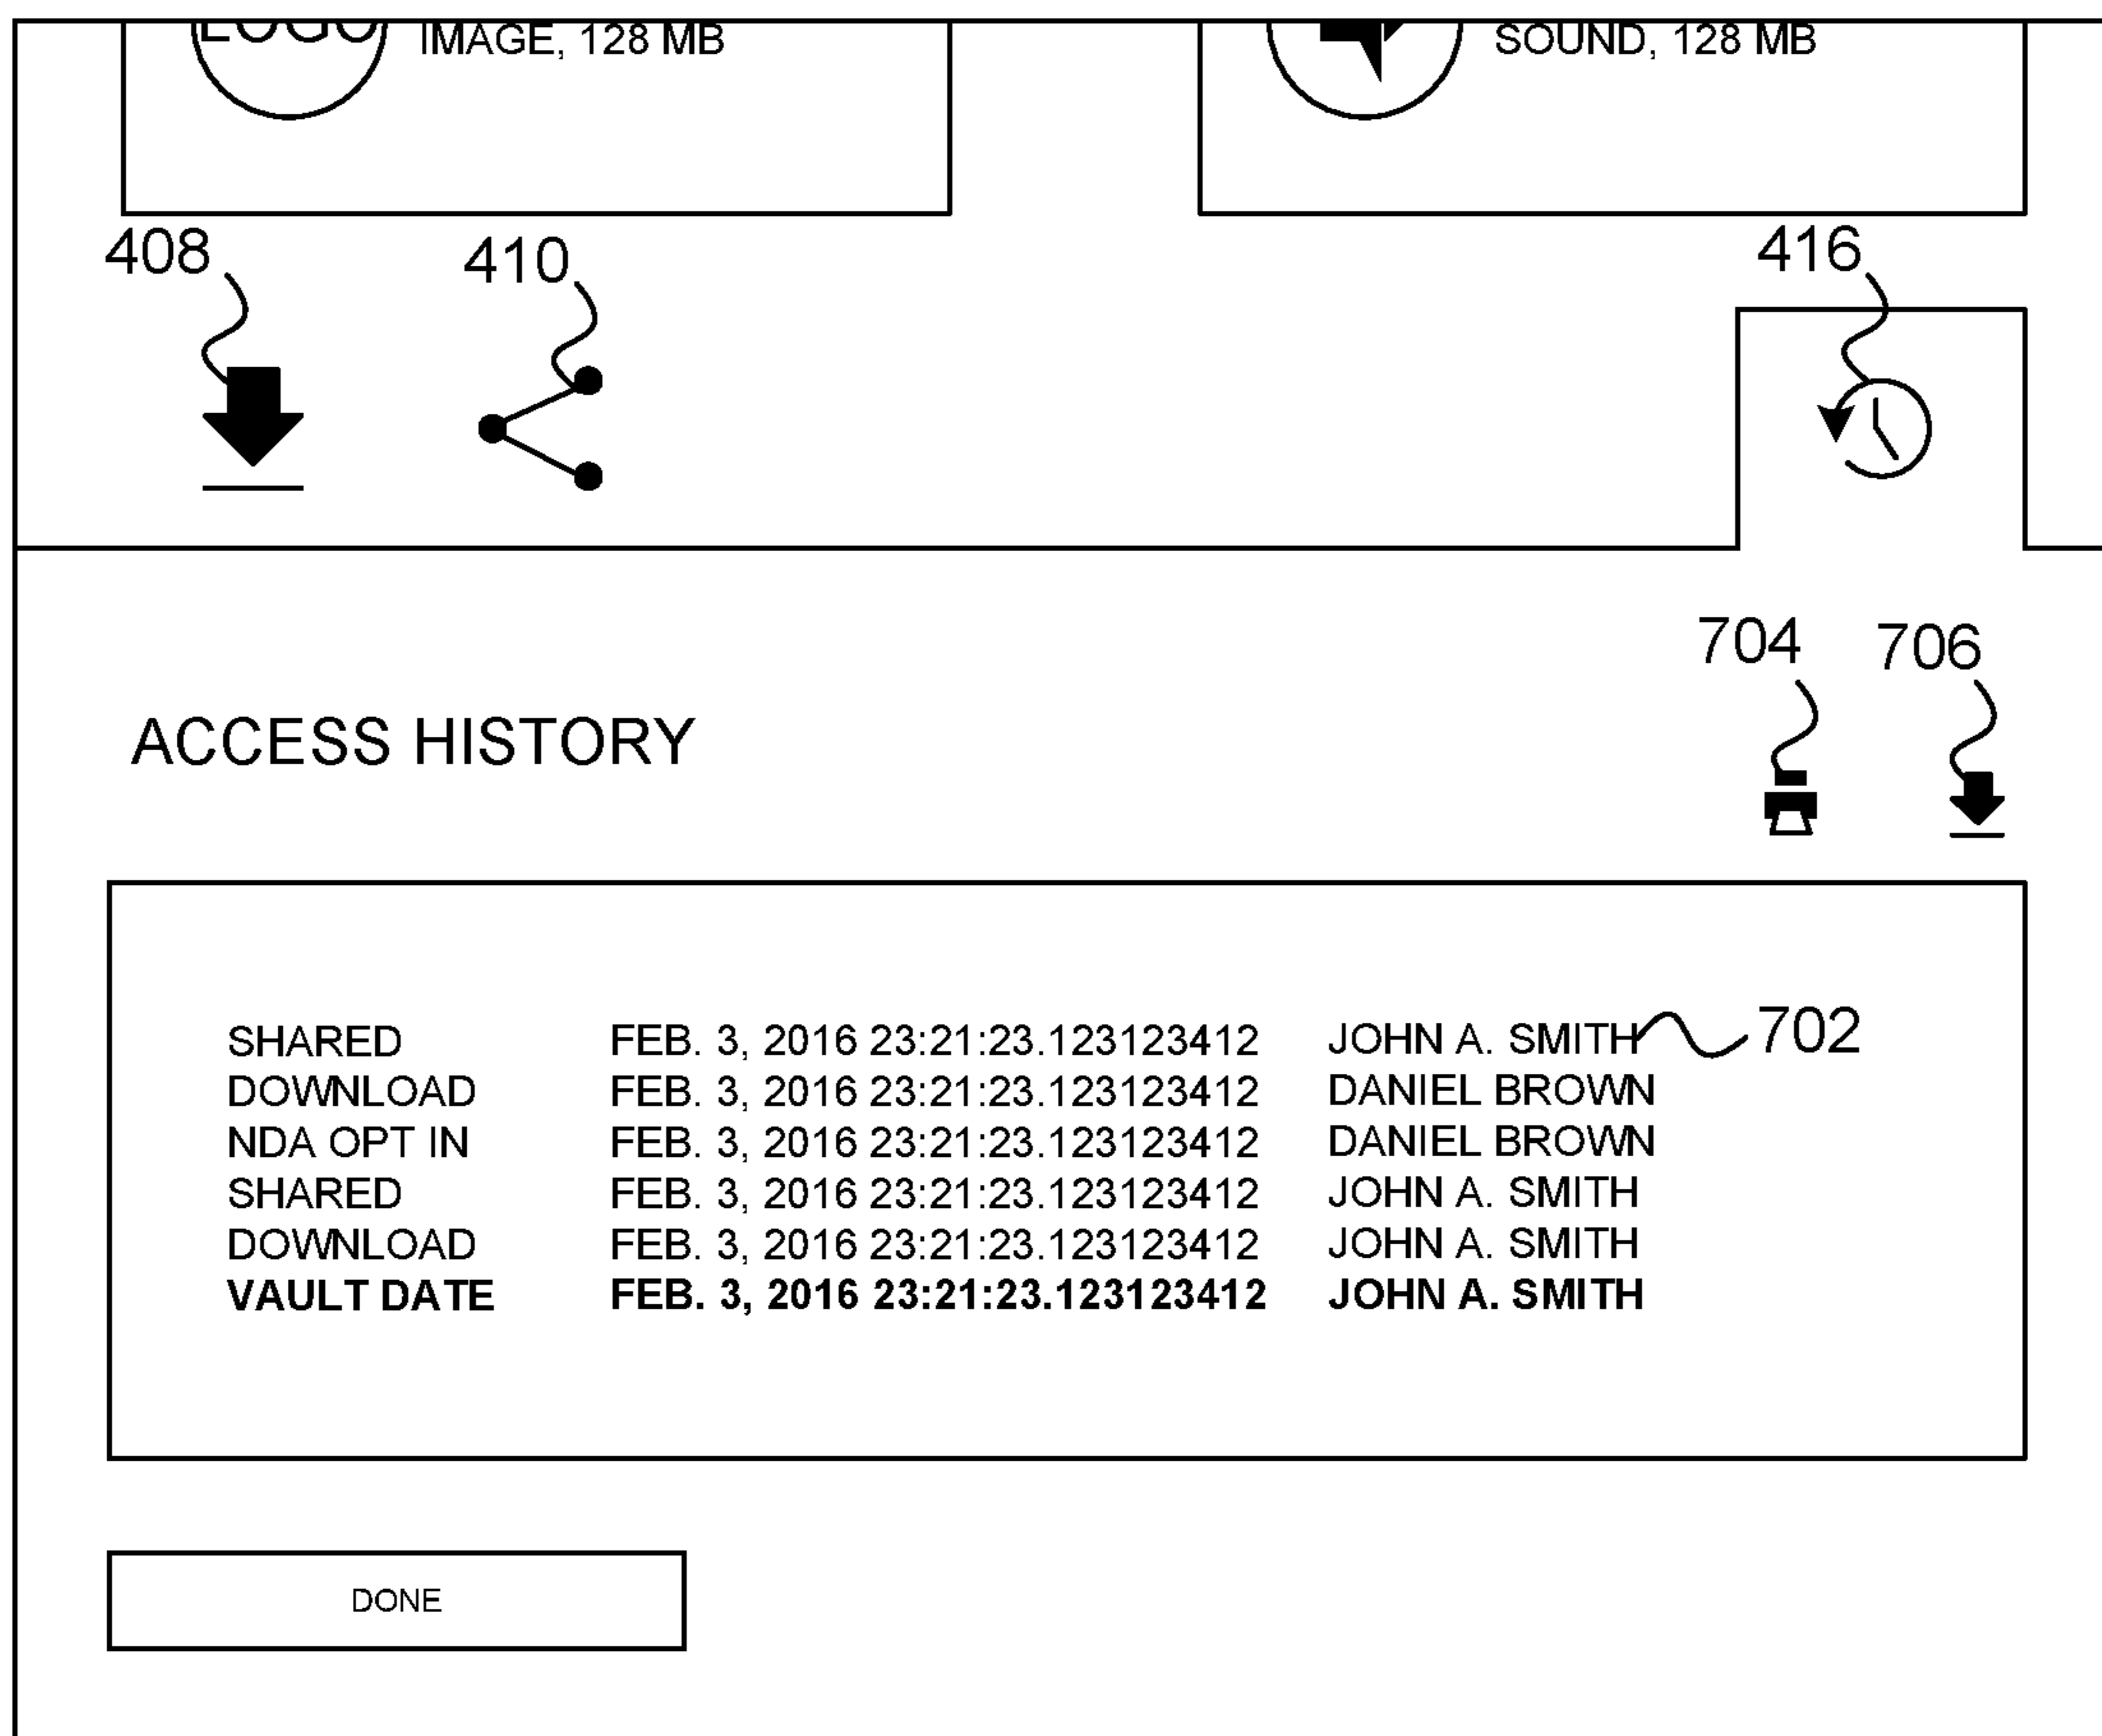 LOGO IMAGE, 128 MB SOUND, 128 MB
408 410 416
704 706
ACCESS HISTORY
SHARED FEB. 3, 2016 23:21:23.123123412 JOHN A. SMITH 702
DOWNLOAD FEB. 3, 2016 23:21:23.123123412 DANIEL BROWN
NDA OPT IN FEB. 3, 2016 23:21:23.123123412 DANIEL BROWN
SHARED FEB. 3, 2016 23:21:23.123123412 JOHN A. SMITH
DOWNLOAD FEB. 3, 2016 23:21:23.123123412 JOHN A. SMITH
VAULT DATE FEB. 3, 2016 23:21:23.123123412 JOHN A. SMITH
DONE